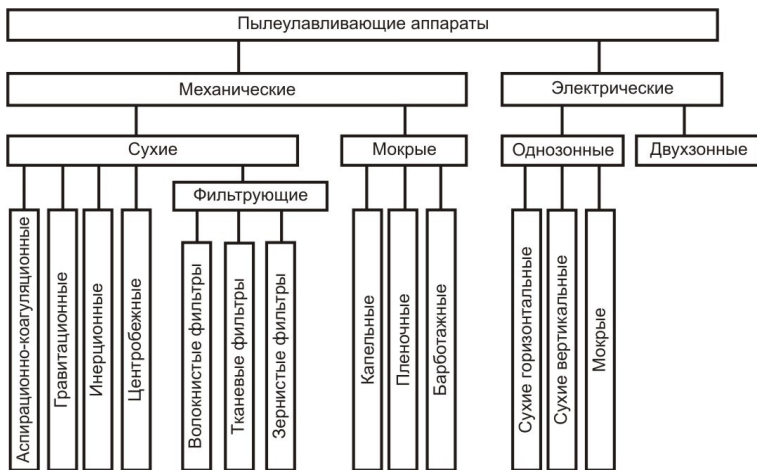 Пылеулавливающие аппараты
Механические
Электрические
Сухие
Мокрые
Однозонные
Двухзонные
Фильтрующие
Аспирационно-коагуляционные
Гравитационные
Инерционные
Центробежные
Волокнистые фильтры
Тканевые фильтры
Зернистые фильтры
Капельные
Пленочные
Барботажные
Сухие горизонтальные
Сухие вертикальные
Мокрые